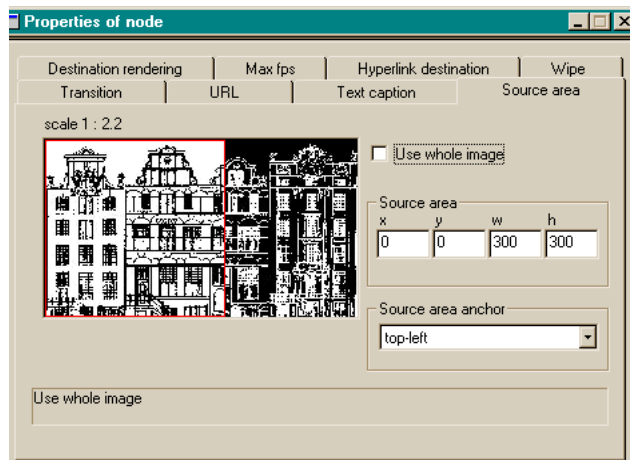 Properties of node
Destination rendering Max fps Hyperlink destination Wipe
Transition URL Text caption Source area
scale 1 : 2.2
Use whole image
Source area
x y w h
0 0 300 300
Source area anchor
top-left
Use whole image